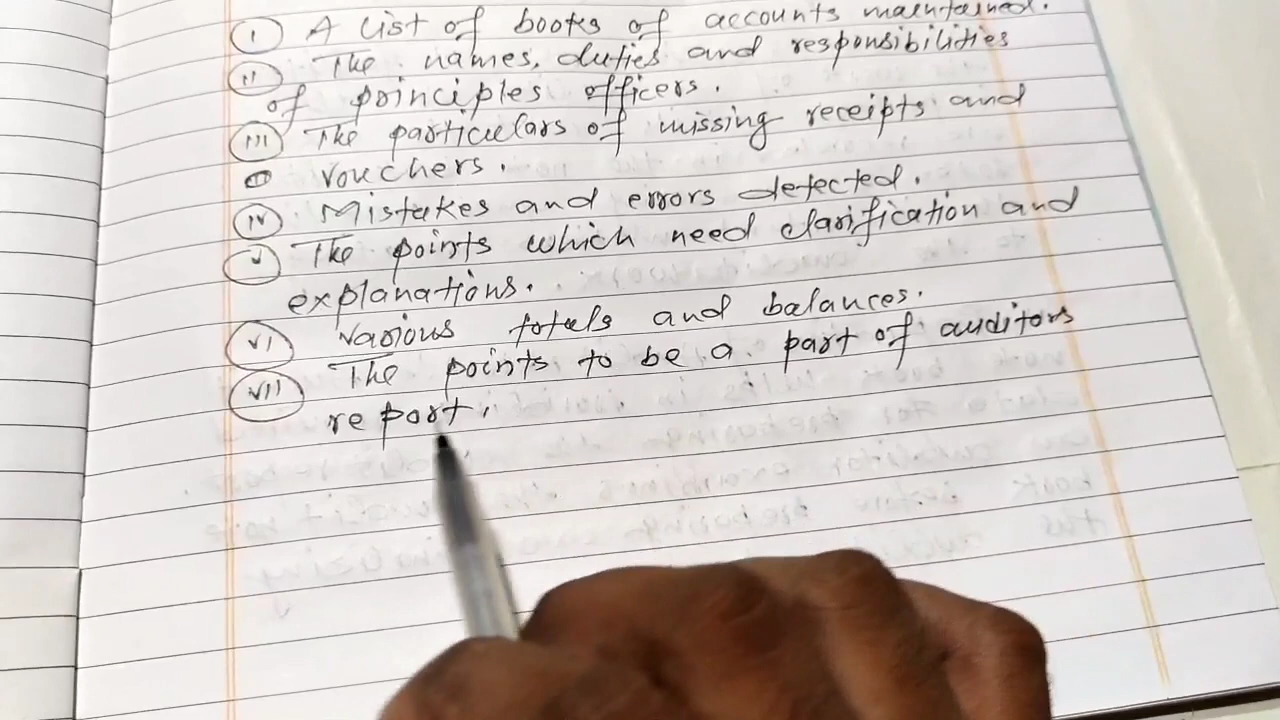 I A list of books of accounts maintained.
II The names, duties and responsibilities
of principles officers.
III The particulars of missing receipts and
vouchers.
IV Mistakes and errors detected.
V The points which need clarification and
explanations.
VI Various totals and balances.
VII The points to be a part of auditors
report.